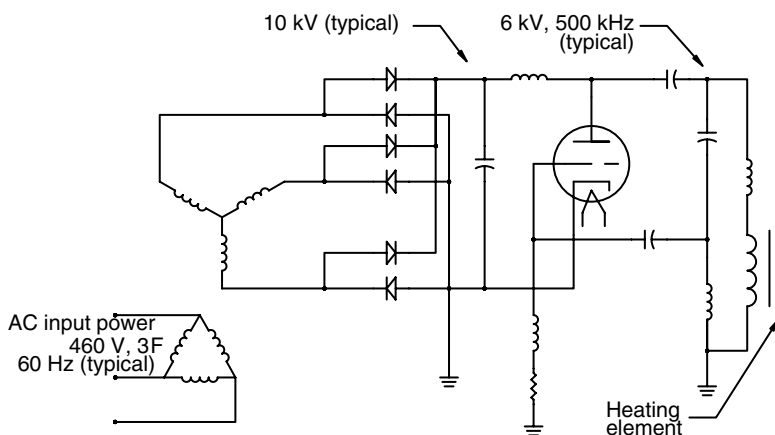 10 kV (typical)
6 kV, 500 kHz
(typical)
AC input power
460 V, 3F
60 Hz (typical)
Heating
element